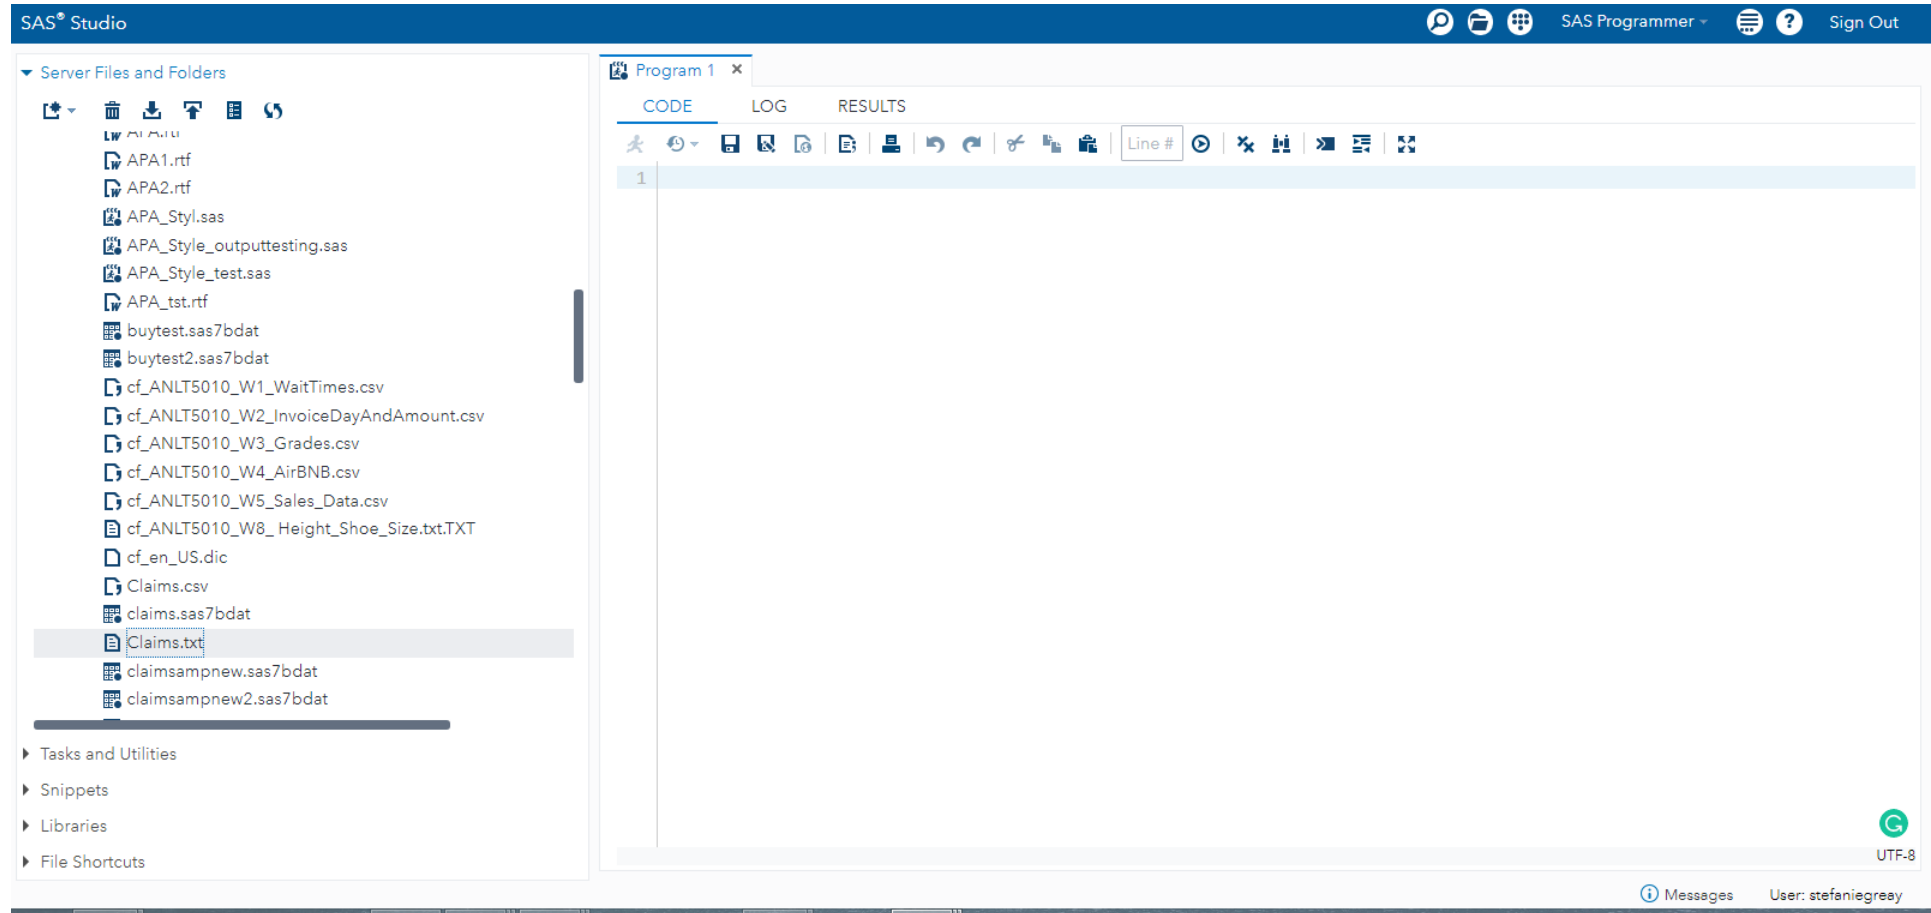 SAS® Studio
SAS Programmer
Sign Out
Server Files and Folders
APA.rtf
APA1.rtf
APA2.rtf
APA_Styl.sas
APA_Style_outputtesting.sas
APA_Style_test.sas
APA_tst.rtf
buytest.sas7bdat
buytest2.sas7bdat
cf_ANLT5010_W1_WaitTimes.csv
cf_ANLT5010_W2_InvoiceDayAndAmount.csv
cf_ANLT5010_W3_Grades.csv
cf_ANLT5010_W4_AirBNB.csv
cf_ANLT5010_W5_Sales_Data.csv
cf_ANLT5010_W8_ Height_Shoe_Size.txt.TXT
cf_en_US.dic
Claims.csv
claims.sas7bdat
Claims.txt
claimsampnew.sas7bdat
claimsampnew2.sas7bdat
Tasks and Utilities
Snippets
Libraries
File Shortcuts
Program 1
CODE LOG RESULTS
Line #
1
UTF-8
Messages User: stefaniegreay